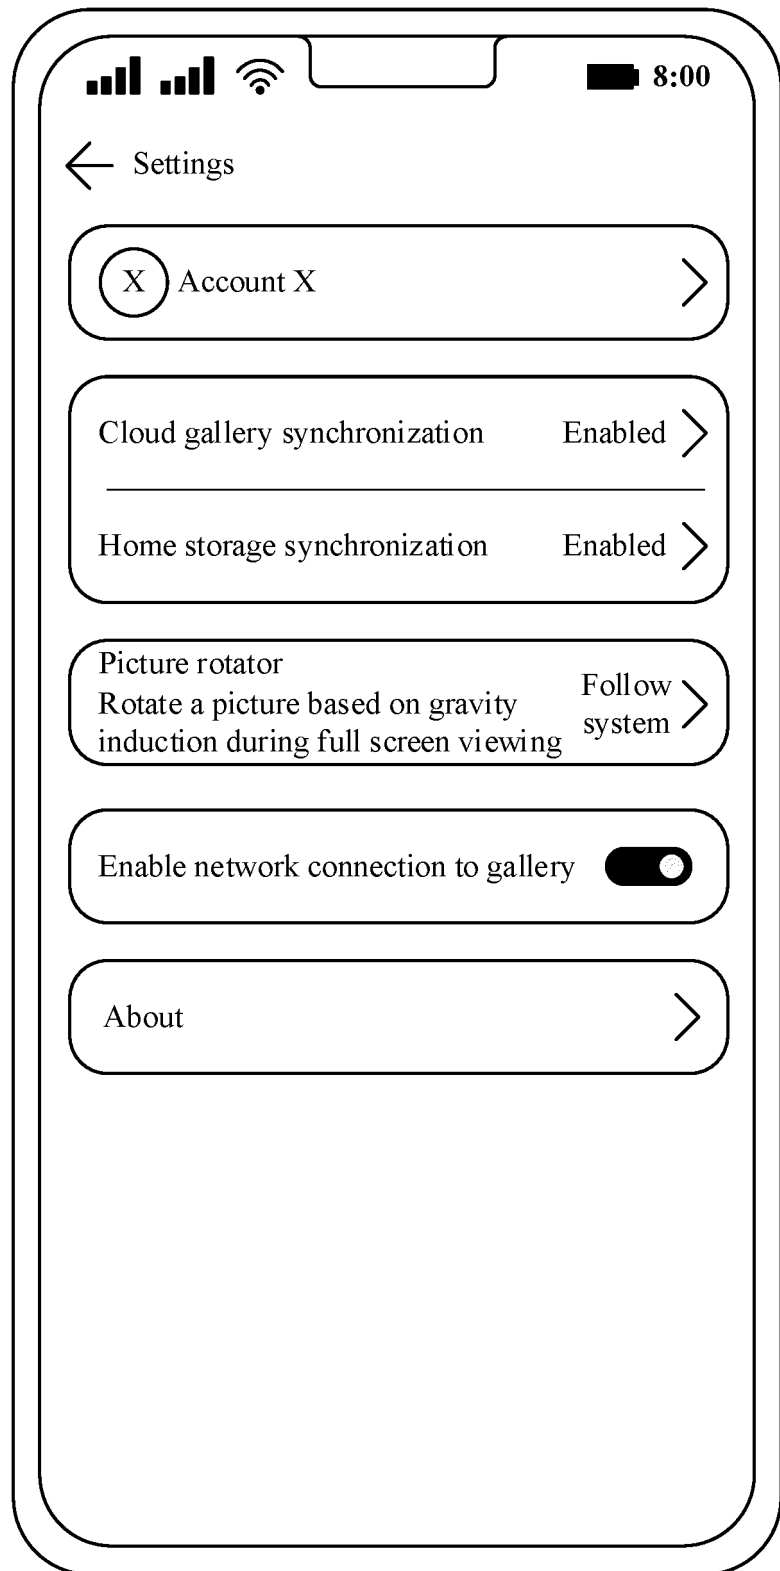 8:00
Settings
X Account X
Cloud gallery synchronization Enabled
Home storage synchronization Enabled
Picture rotator
Rotate a picture based on gravity
induction during full screen viewing
Follow
system
Enable network connection to gallery
About